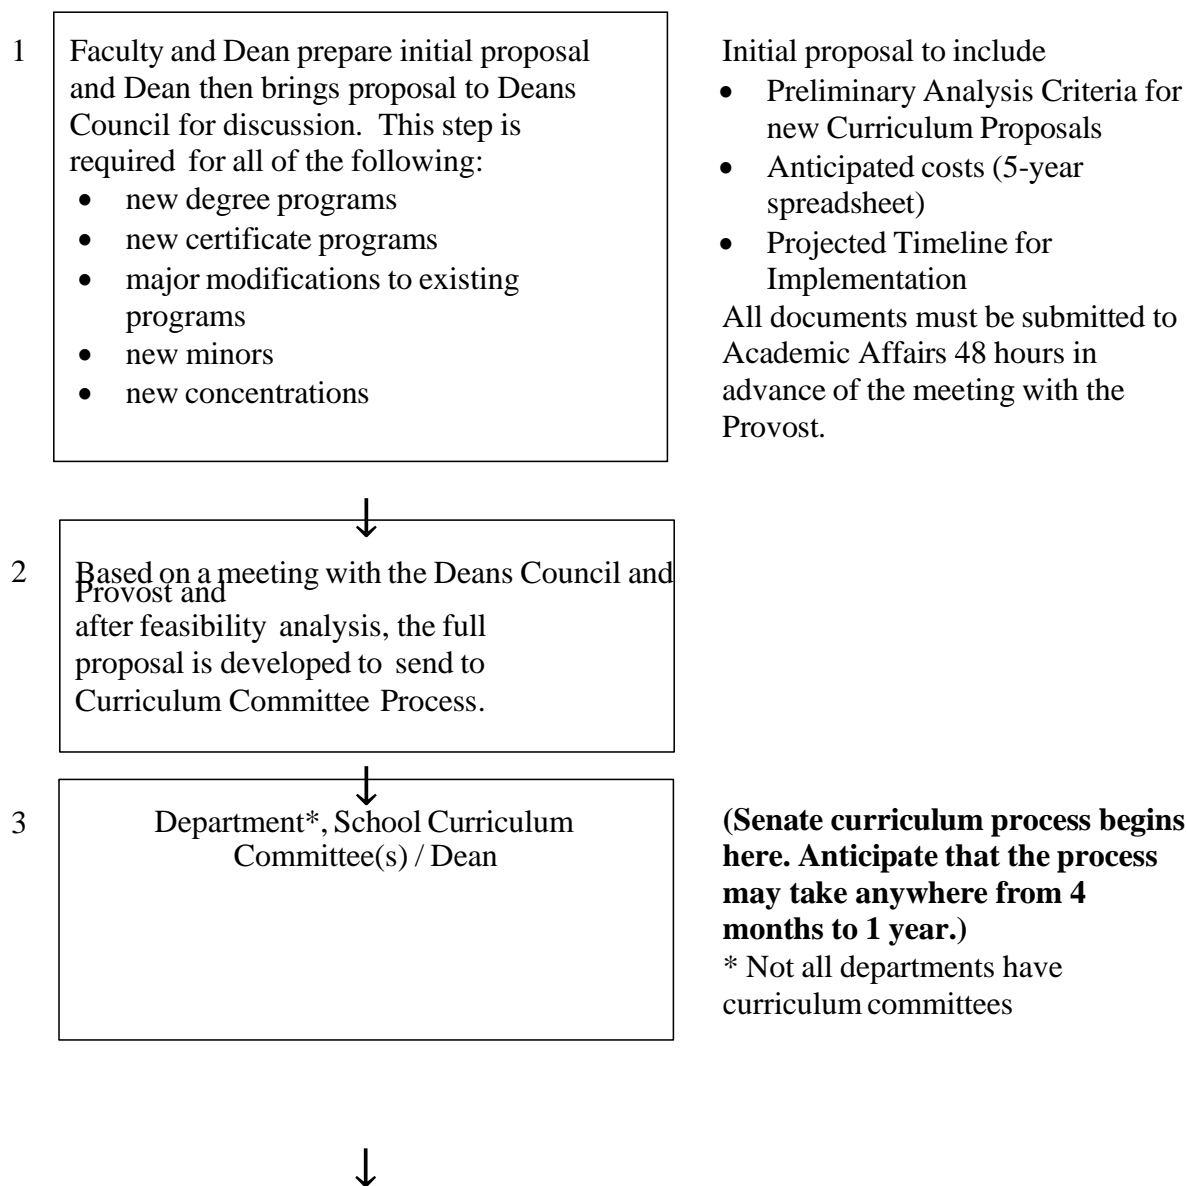 1
Faculty and Dean prepare initial proposal
and Dean then brings proposal to Deans
Council for discussion. This step is
required for all of the following:
• new degree programs
• new certificate programs
• major modifications to existing
programs
• new minors
• new concentrations
Initial proposal to include
• Preliminary Analysis Criteria for
new Curriculum Proposals
• Anticipated costs (5-year
spreadsheet)
• Projected Timeline for
Implementation
All documents must be submitted to
Academic Affairs 48 hours in
advance of the meeting with the
Provost.
↓
2
Based on a meeting with the Deans Council and
Provost and
after feasibility analysis, the full
proposal is developed to send to
Curriculum Committee Process.
↓
3
Department*, School Curriculum
Committee(s) / Dean
(Senate curriculum process begins
here. Anticipate that the process
may take anywhere from 4
months to 1 year.)
* Not all departments have
curriculum committees
↓